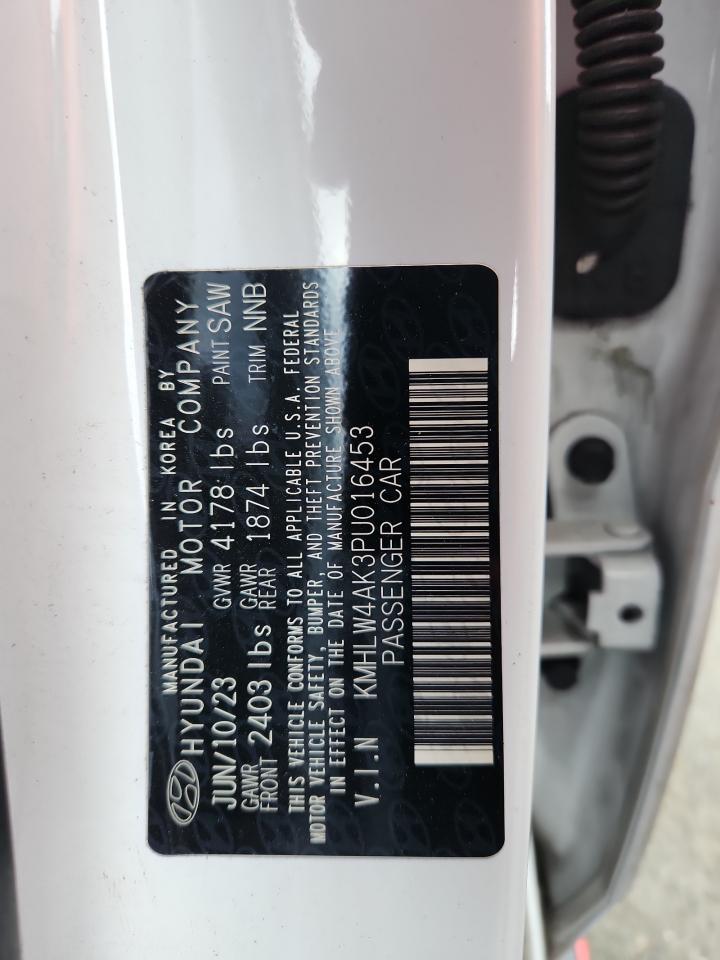 MANUFACTURED IN KOREA BY
HYUNDAI MOTOR COMPANY
JUN/10/23 GVWR 4178 lbs PAINT SAW
GAWR FRONT 2403 lbs GAWR REAR 1874 lbs TRIM NNB
THIS VEHICLE CONFORMS TO ALL APPLICABLE U.S.A. FEDERAL
MOTOR VEHICLE SAFETY, BUMPER, AND THEFT PREVENTION STANDARDS
IN EFFECT ON THE DATE OF MANUFACTURE SHOWN ABOVE
V.I.N KMHLW4AK3PU016453
PASSENGER CAR